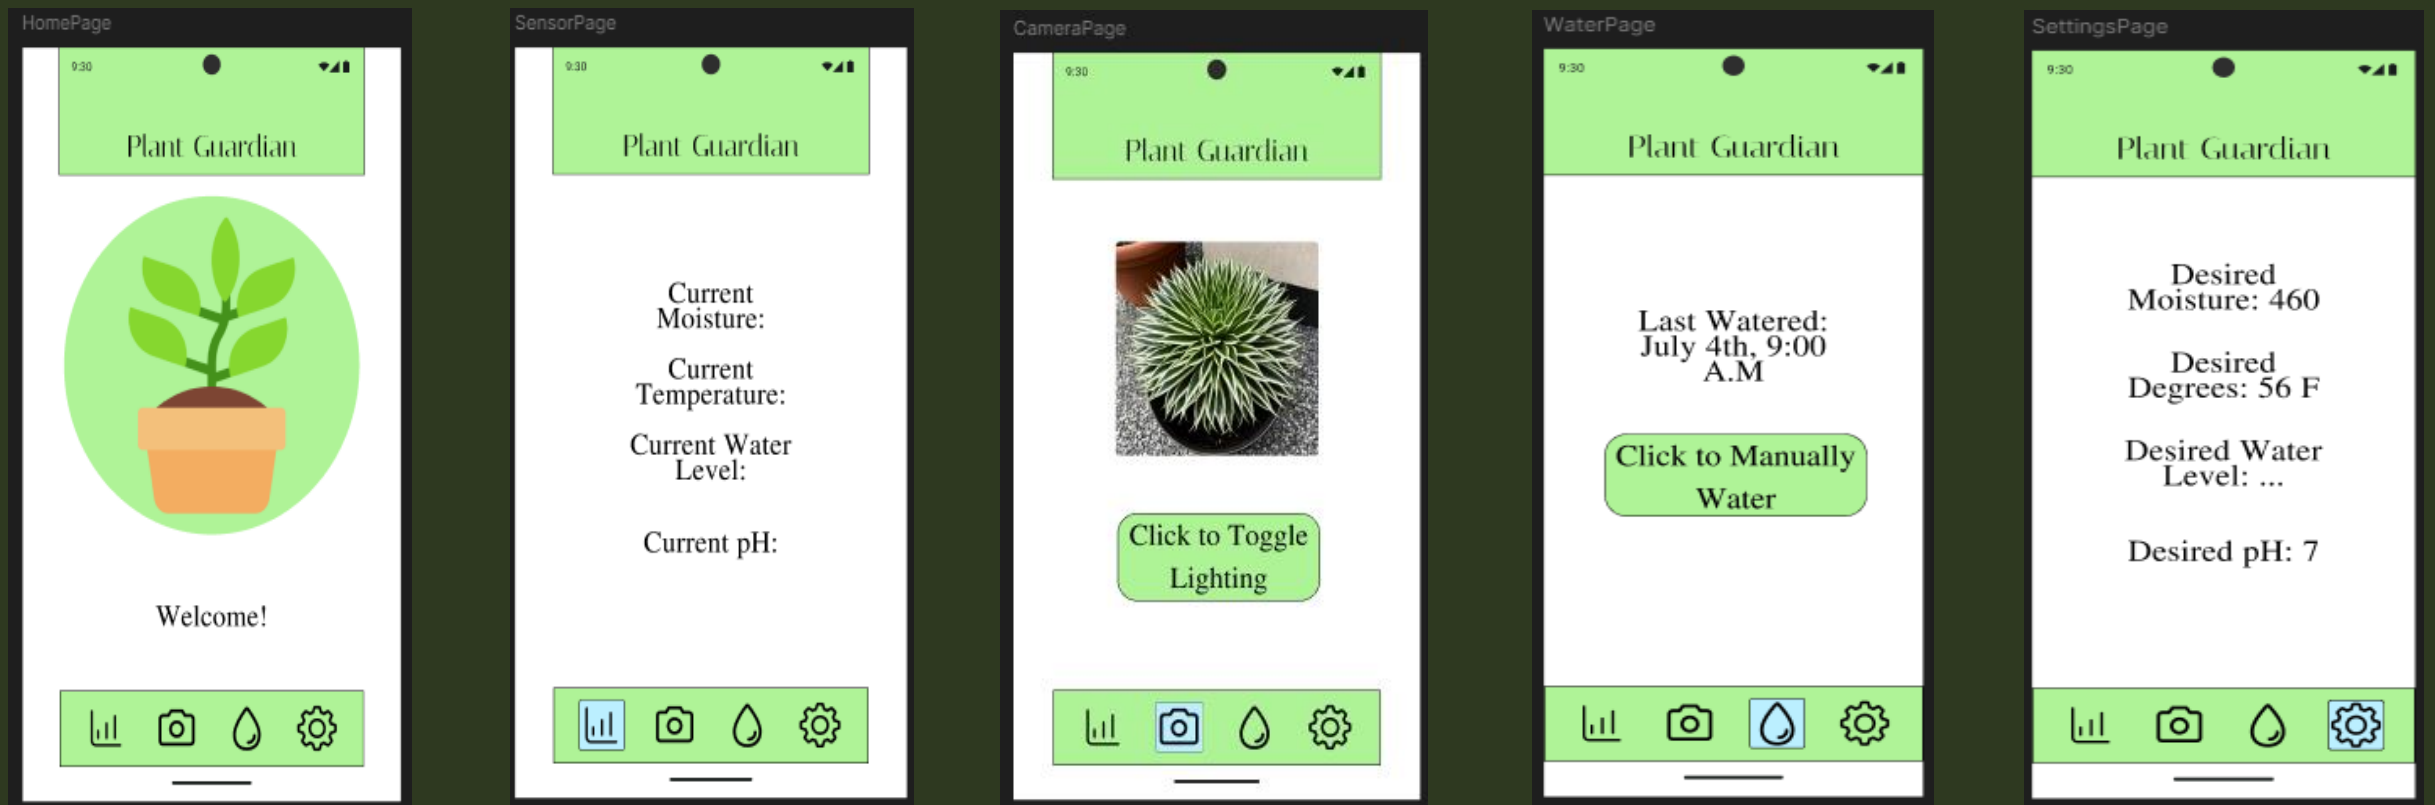 HomePage
9:30
Plant Guardian
Welcome!
SensorPage
9:30
Plant Guardian
Current
Moisture:
Current
Temperature:
Current Water
Level:
Current pH:
CameraPage
9:30
Plant Guardian
Click to Toggle
Lighting
WaterPage
9:30
Plant Guardian
Last Watered:
July 4th, 9:00
A.M
Click to Manually
Water
SettingsPage
9:30
Plant Guardian
Desired
Moisture: 460
Desired
Degrees: 56 F
Desired Water
Level: ...
Desired pH: 7